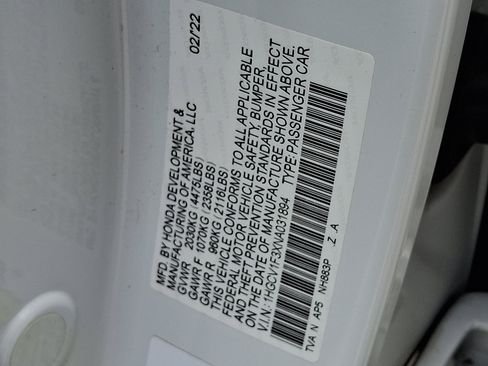 MFD. BY HONDA DEVELOPMENT & 02/'22
MANUFACTURING OF AMERICA, LLC
GVWR 2030KG (4475LBS)
GAWR F 1070KG (2358LBS)
GAWR R 960KG (2116LBS)
THIS VEHICLE CONFORMS TO ALL APPLICABLE
FEDERAL MOTOR VEHICLE SAFETY, BUMPER,
AND THEFT PREVENTION STANDARDS IN EFFECT
ON THE DATE OF MANUFACTURE SHOWN ABOVE.
V.I.N.: 1HGCV1F3XNA031894 TYPE:PASSENGER CAR
TVA N AP5 NH883P Z A